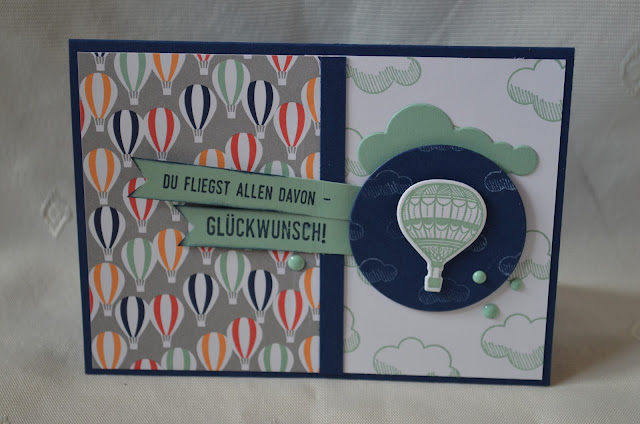 DU FLIEGST ALLEN DAVON -
GLÜCKWUNSCH!